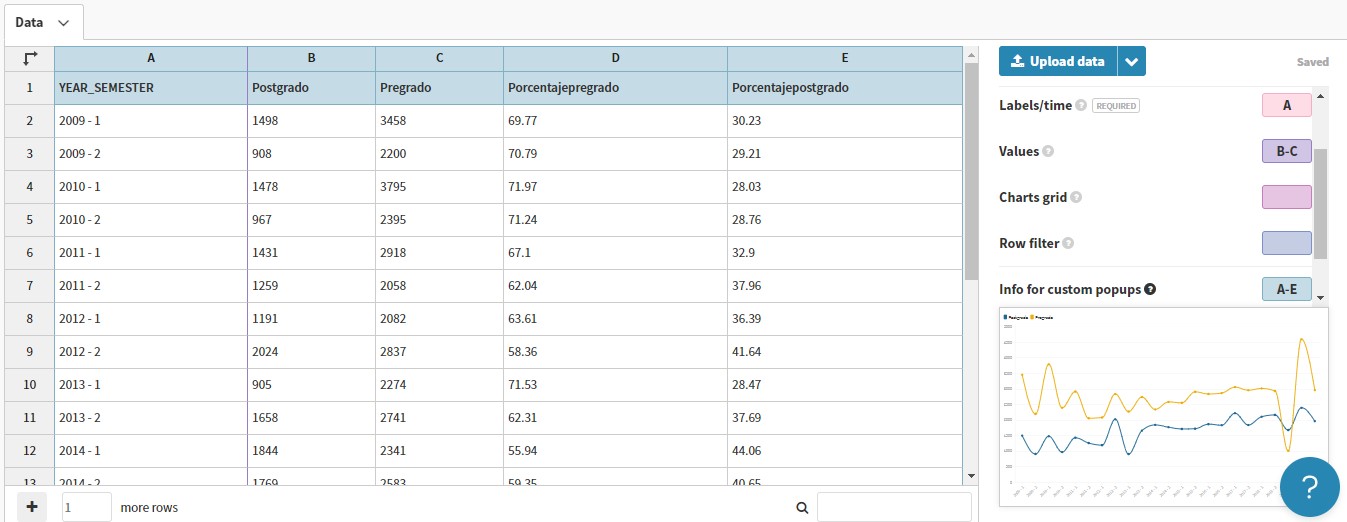 Data
A B C D E
1 YEAR_SEMESTER Postgrado Pregrado Porcentajepregrado Porcentajepostgrado
2 2009 - 1 1498 3458 69.77 30.23
3 2009 - 2 908 2200 70.79 29.21
4 2010 - 1 1478 3795 71.97 28.03
5 2010 - 2 967 2395 71.24 28.76
6 2011 - 1 1431 2918 67.1 32.9
7 2011 - 2 1259 2058 62.04 37.96
8 2012 - 1 1191 2082 63.61 36.39
9 2012 - 2 2024 2837 58.36 41.64
10 2013 - 1 905 2274 71.53 28.47
11 2013 - 2 1658 2741 62.31 37.69
12 2014 - 1 1844 2341 55.94 44.06
13 2014 - 2 1769 2583 59.35 40.65
1 more rows
Upload data Saved
Labels/time ? REQUIRED A
Values ? B-C
Charts grid ?
Row filter ?
Info for custom popups ? A-E
Postgrado Pregrado
?